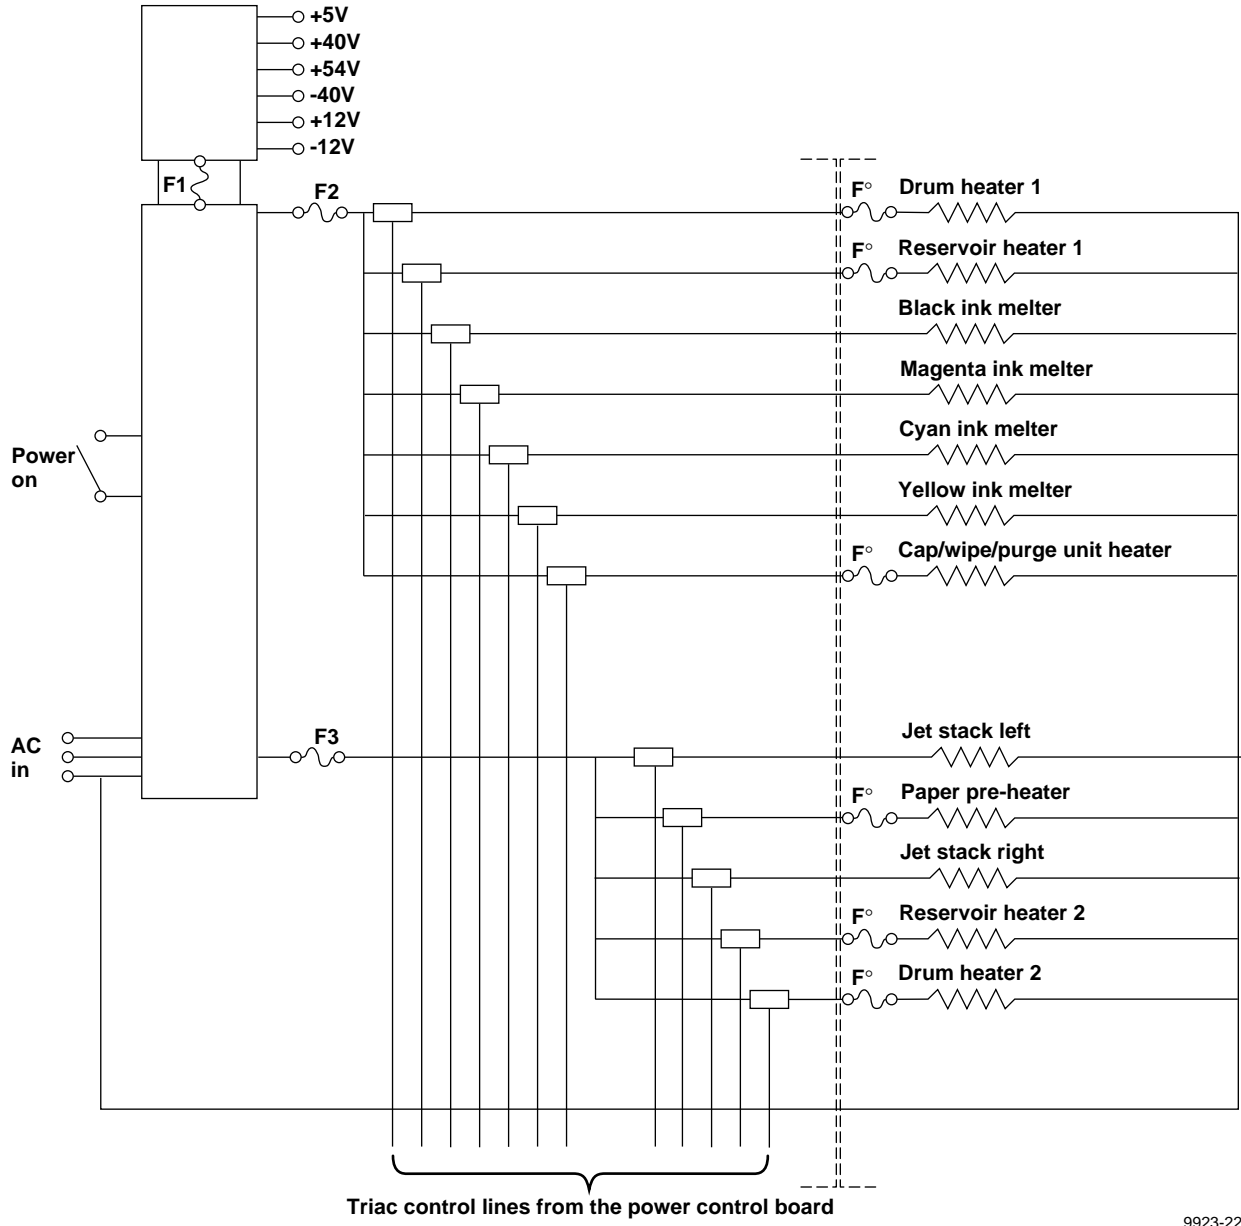 +5V
+40V
+54V
-40V
+12V
-12V
F1
F2
F° Drum heater 1
F° Reservoir heater 1
Black ink melter
Magenta ink melter
Cyan ink melter
Power
on
Yellow ink melter
F° Cap/wipe/purge unit heater
AC
in
F3
Jet stack left
F° Paper pre-heater
Jet stack right
F° Reservoir heater 2
F° Drum heater 2
Triac control lines from the power control board
9923-22